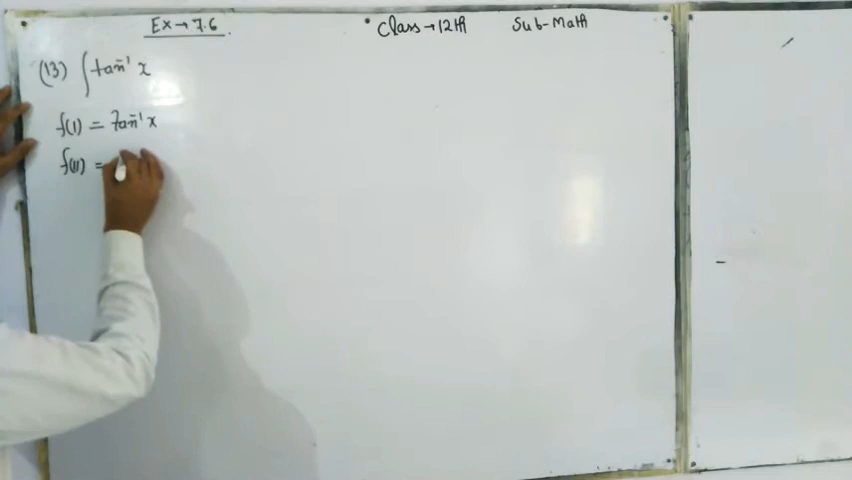 Ex → 7.6
• Class → 12th Sub - Math
(13) ∫ tan⁻¹ x
f(I) = Tan⁻¹ x
f(II) =